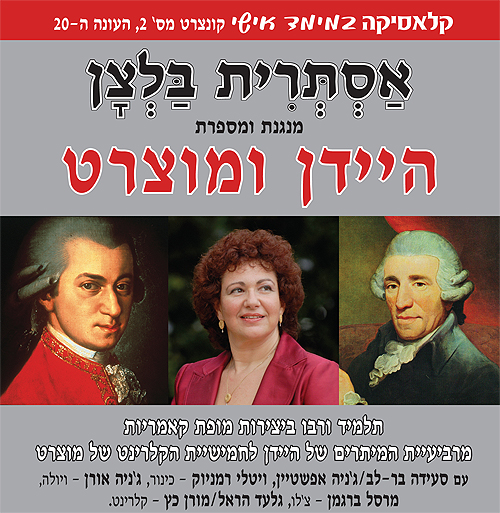 קלאסיקה במימד אישי קונצרט מס' 2, העונה ה-20
אַסְתְּרִית בַּלְצָן
מנגנת ומספרת
היידן ומוצרט
תלמיד ורבו ביצירות מופת קאמריות
מרביעיית המיתרים של היידן לחמישיית הקלרינט של מוצרט
עם סעידה בר-לב/ג'ניה אפשטיין, ויטלי רמניוק - כינור, ג'ניה אורן - ויולה,
מרסל ברגמן - צ'לו, גלעד הראל/מורן כץ - קלרינט.